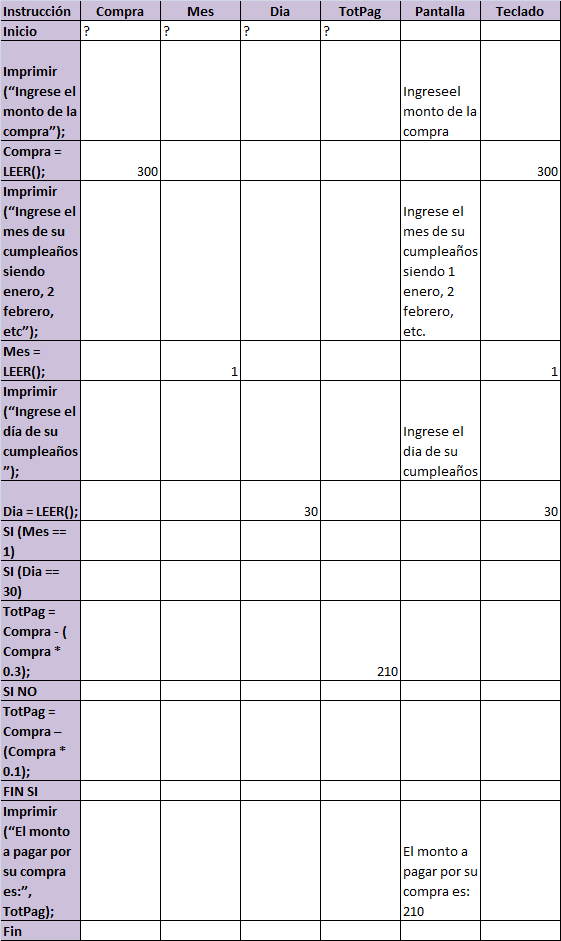 Instrucción Compra Mes Dia TotPag Pantalla Teclado
Inicio ? ? ? ?
Imprimir
(“Ingrese el
monto de la
compra”);
Ingreseel
monto de la
compra
Compra =
LEER();
300
300
Imprimir
(“Ingrese el
mes de su
cumpleaños
siendo
enero, 2
febrero,
etc”);
Ingrese el
mes de su
cumpleaños
siendo 1
enero, 2
febrero,
etc.
Mes =
LEER();
1
1
Imprimir
(“Ingrese el
día de su
cumpleaños
”);
Ingrese el
dia de su
cumpleaños
Dia = LEER(); 30 30
SI (Mes ==
1)
SI (Dia ==
30)
TotPag =
Compra - (
Compra *
0.3);
210
SI NO
TotPag =
Compra –
(Compra *
0.1);
FIN SI
Imprimir
(“El monto
a pagar por
su compra
es:”,
TotPag);
El monto a
pagar por su
compra es:
210
Fin